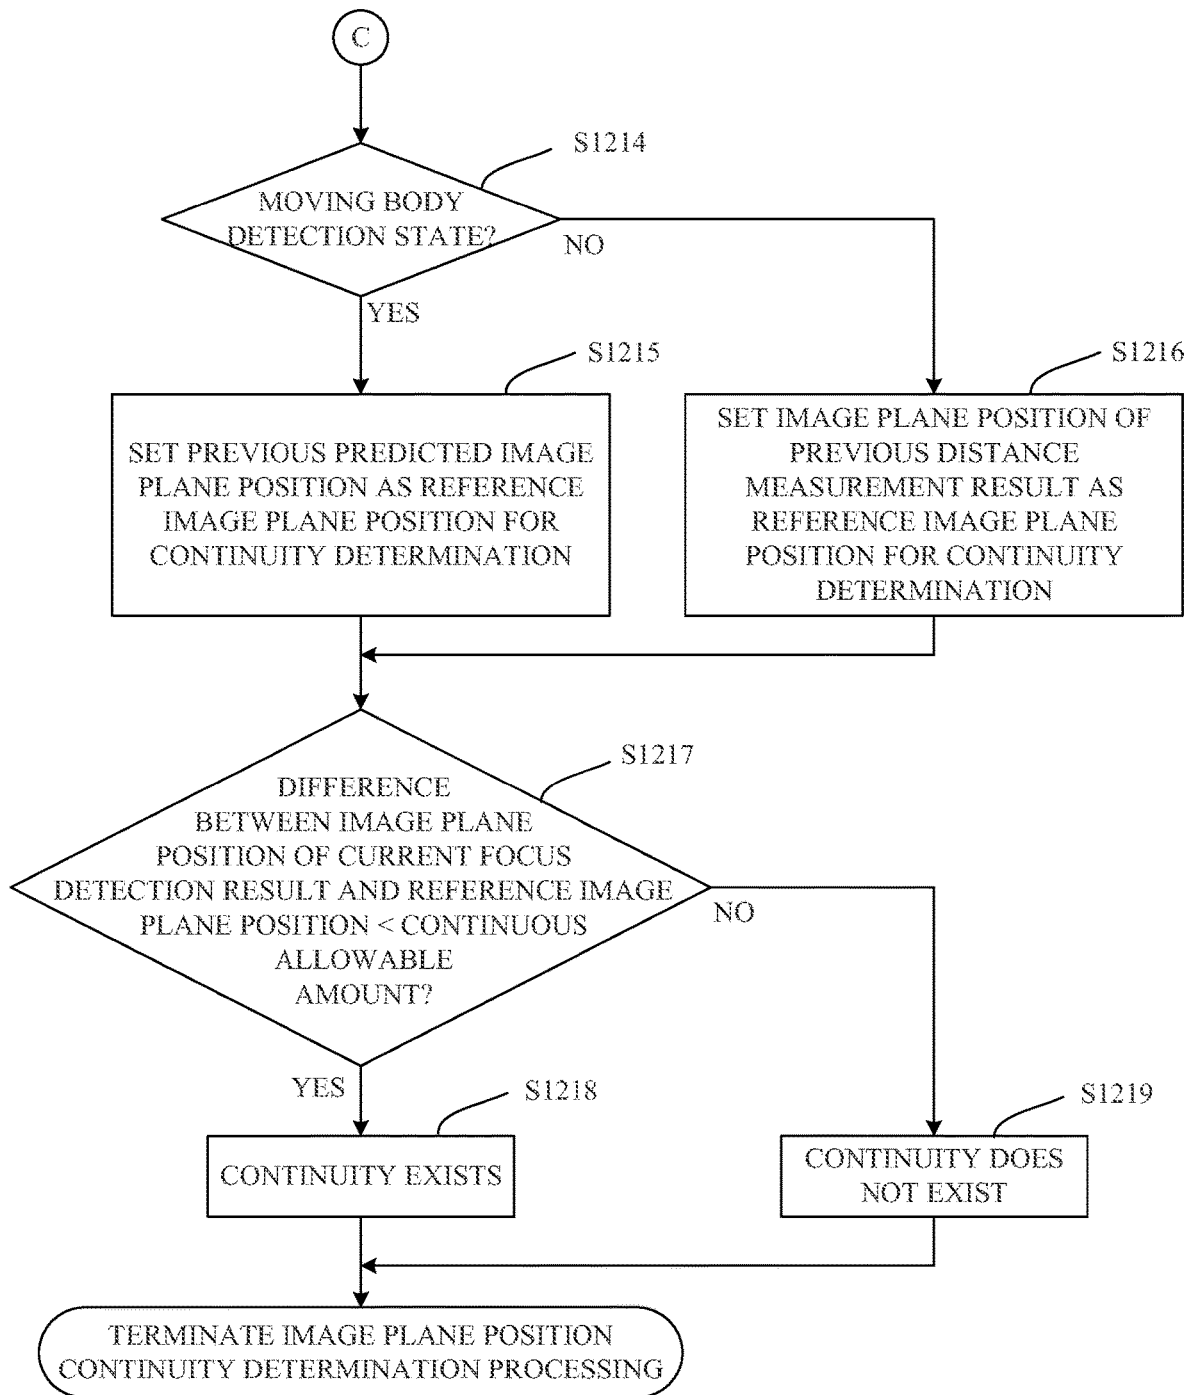 C
S1214
MOVING BODY
DETECTION STATE?
NO
YES
S1215
S1216
SET PREVIOUS PREDICTED IMAGE
PLANE POSITION AS REFERENCE
IMAGE PLANE POSITION FOR
CONTINUITY DETERMINATION
SET IMAGE PLANE POSITION OF
PREVIOUS DISTANCE
MEASUREMENT RESULT AS
REFERENCE IMAGE PLANE
POSITION FOR CONTINUITY
DETERMINATION
S1217
DIFFERENCE
BETWEEN IMAGE PLANE
POSITION OF CURRENT FOCUS
DETECTION RESULT AND REFERENCE IMAGE
PLANE POSITION < CONTINUOUS
ALLOWABLE
AMOUNT?
NO
YES
S1218
S1219
CONTINUITY EXISTS
CONTINUITY DOES
NOT EXIST
TERMINATE IMAGE PLANE POSITION
CONTINUITY DETERMINATION PROCESSING